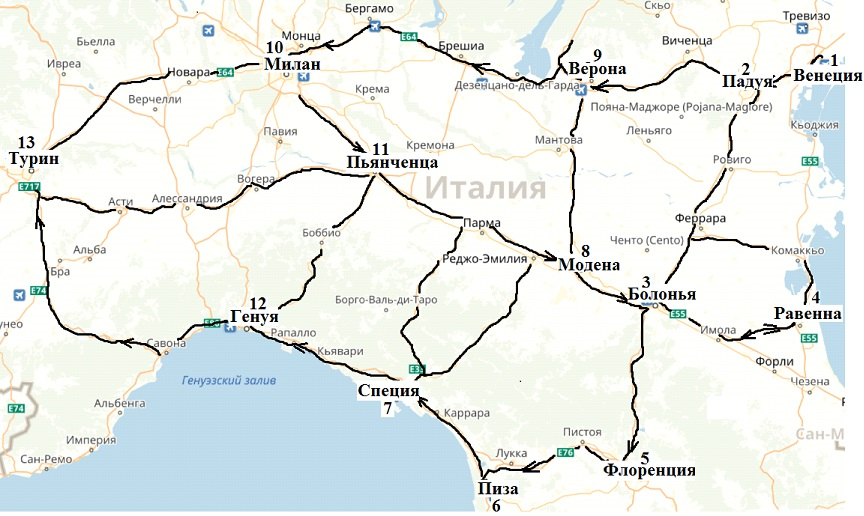 Бергамо
Скьо
Тревизо
Бьелла
Монца
E64
10
Милан
Брешиа
9
Верона
Виченца
2
Падуя
1
Венеция
Ивреа
Новара
E64
Дезенцано-дель-Гарда
Верчелли
Крема
Пояна-Маджоре (Pojana-Maglore)
Кьоджия
13
Турин
Павия
11
Пьянченца
Кремона
Мантова
Леньяго
Ровиго
E55
E717
Асти
Алессандрия
Вогера
Италия
Боббио
Парма
Феррара
Ченто (Cento)
Комаккьо
Альба
Бра
Реджо-Эмилия
8
Модена
3
Болонья
4
Равенна
E74
Борго-Валь-ди-Таро
12
Генуя
E55
Имола
E55
Рапалло
Савона
Кьявари
Форли
Чезена
Генуэзский залив
Специя
7
Каррара
E74
Альбенга
Империя
Сан-Ремо
Пистоя
E76
5
Флоренция
Лукка
Пиза
6
Сан-М